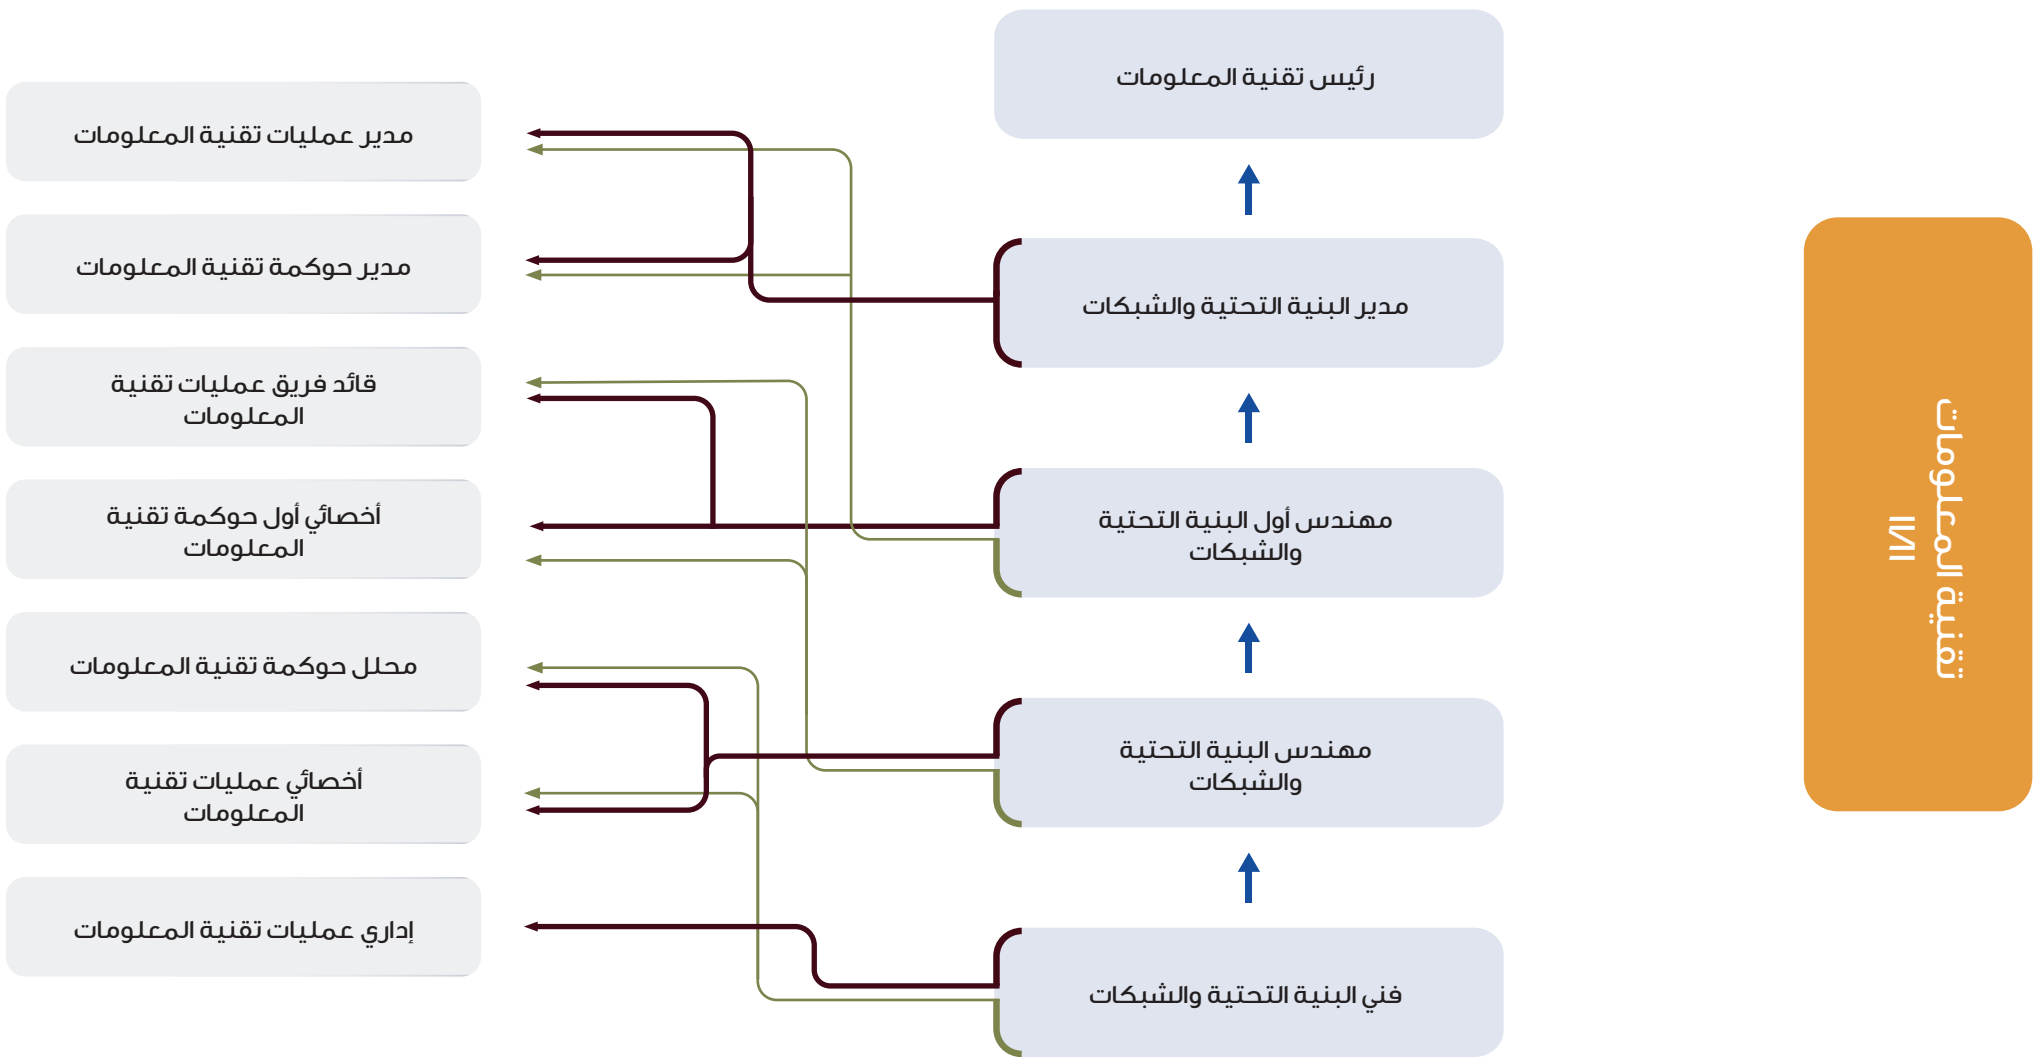 تقنية المعلومات
INI
رئيس تقنية المعلومات
مدير البنية التحتية والشبكات
مهندس أول البنية التحتية
والشبكات
مهندس البنية التحتية
والشبكات
فني البنية التحتية والشبكات
مدير عمليات تقنية المعلومات
مدير حوكمة تقنية المعلومات
قائد فريق عمليات تقنية
المعلومات
أخصائي أول حوكمة تقنية
المعلومات
محلل حوكمة تقنية المعلومات
أخصائي عمليات تقنية
المعلومات
إداري عمليات تقنية المعلومات